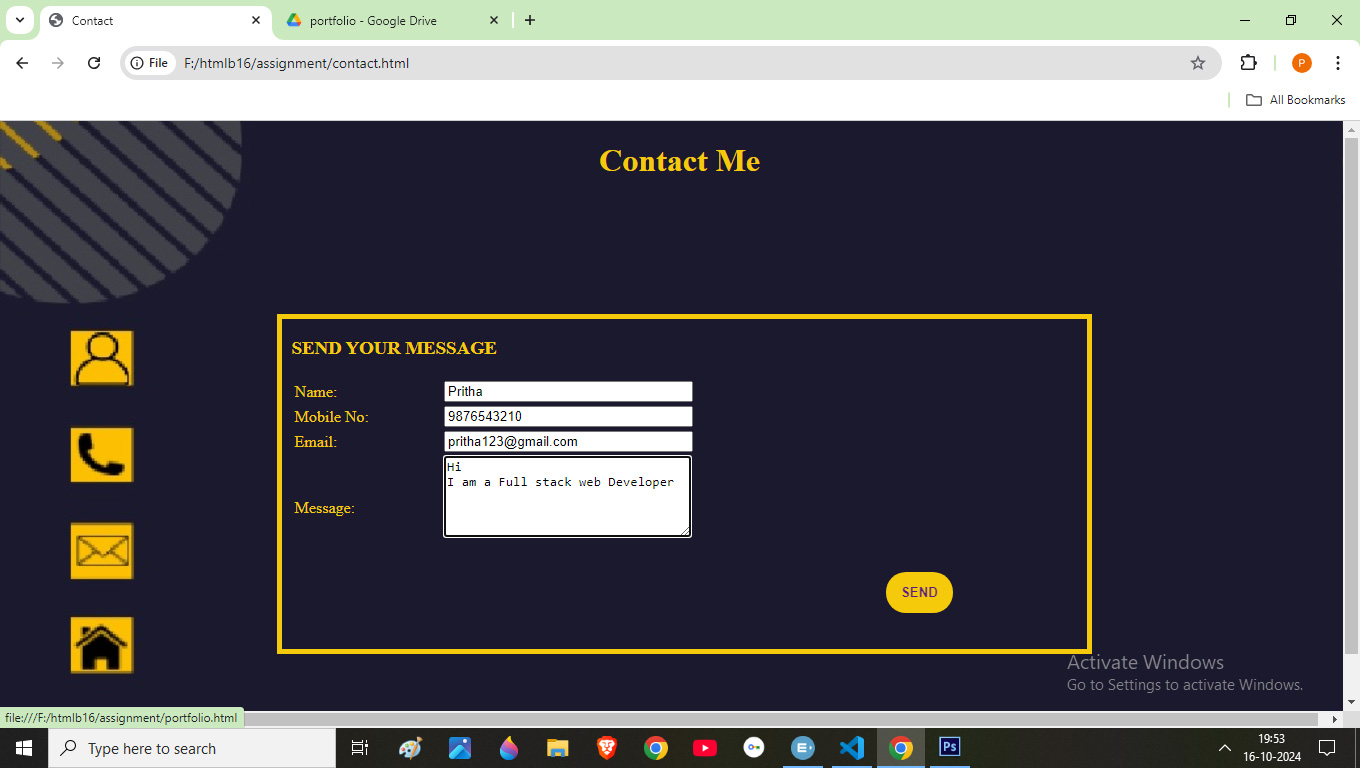 Contact
portfolio - Google Drive
File
F:/htmlb16/assignment/contact.html
P
All Bookmarks
Contact Me
SEND YOUR MESSAGE
Name:
Pritha
Mobile No:
9876543210
Email:
pritha123@gmail.com
Message:
Hi
I am a Full stack web Developer
SEND
Activate Windows
Go to Settings to activate Windows.
file:///F:/htmlb16/assignment/portfolio.html
Type here to search
Ps
19:53
16-10-2024